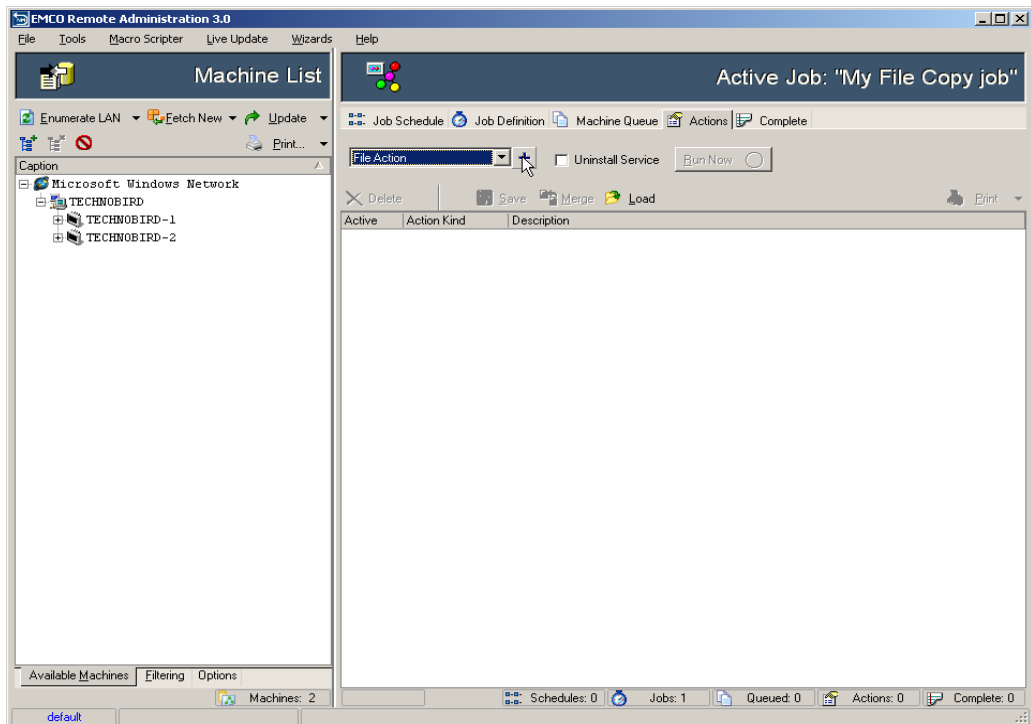 EMCO Remote Administration 3.0
File Tools Macro Scripter Live Update Wizards Help
Machine List
Active Job: "My File Copy job"
Enumerate LAN Fetch New Update
Print...
Job Schedule Job Definition Machine Queue Actions Complete
File Action Uninstall Service Run Now
Caption
Delete Save Merge Load Print
Active Action Kind Description
Microsoft Windows Network
TECHNOBIRD
TECHNOBIRD-1
TECHNOBIRD-2
Available Machines Filtering Options
Machines: 2
Schedules: 0 Jobs: 1 Queued: 0 Actions: 0 Complete: 0
default